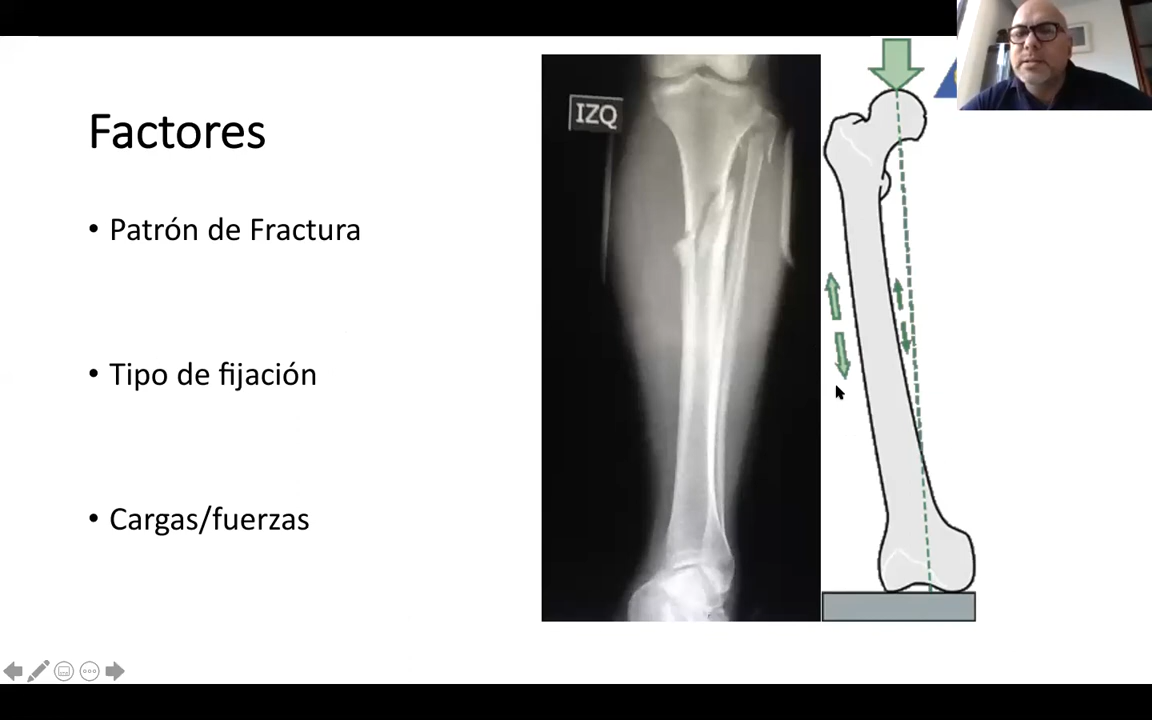 Factores
• Patrón de Fractura
• Tipo de fijación
• Cargas/fuerzas
IZQ